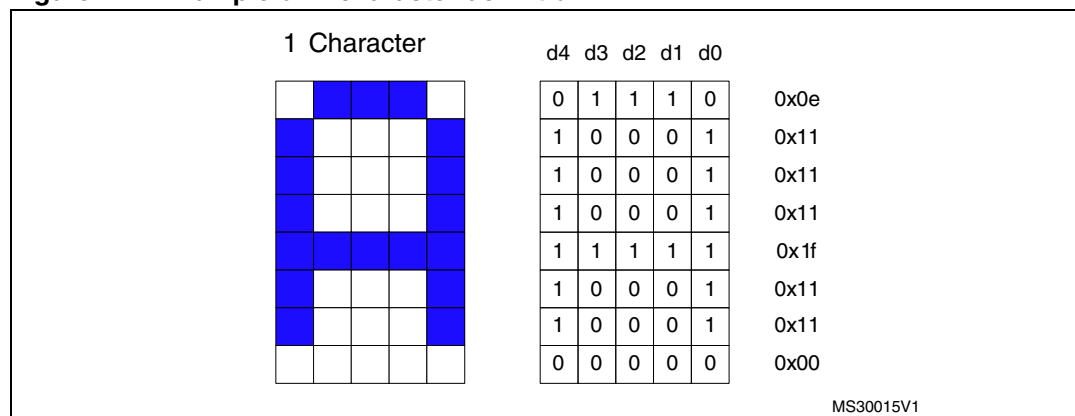 1 Character
d4 d3 d2 d1 d0
0 1 1 1 0 0x0e
1 0 0 0 1 0x11
1 0 0 0 1 0x11
1 0 0 0 1 0x11
1 1 1 1 1 0x1f
1 0 0 0 1 0x11
1 0 0 0 1 0x11
0 0 0 0 0 0x00
MS30015V1